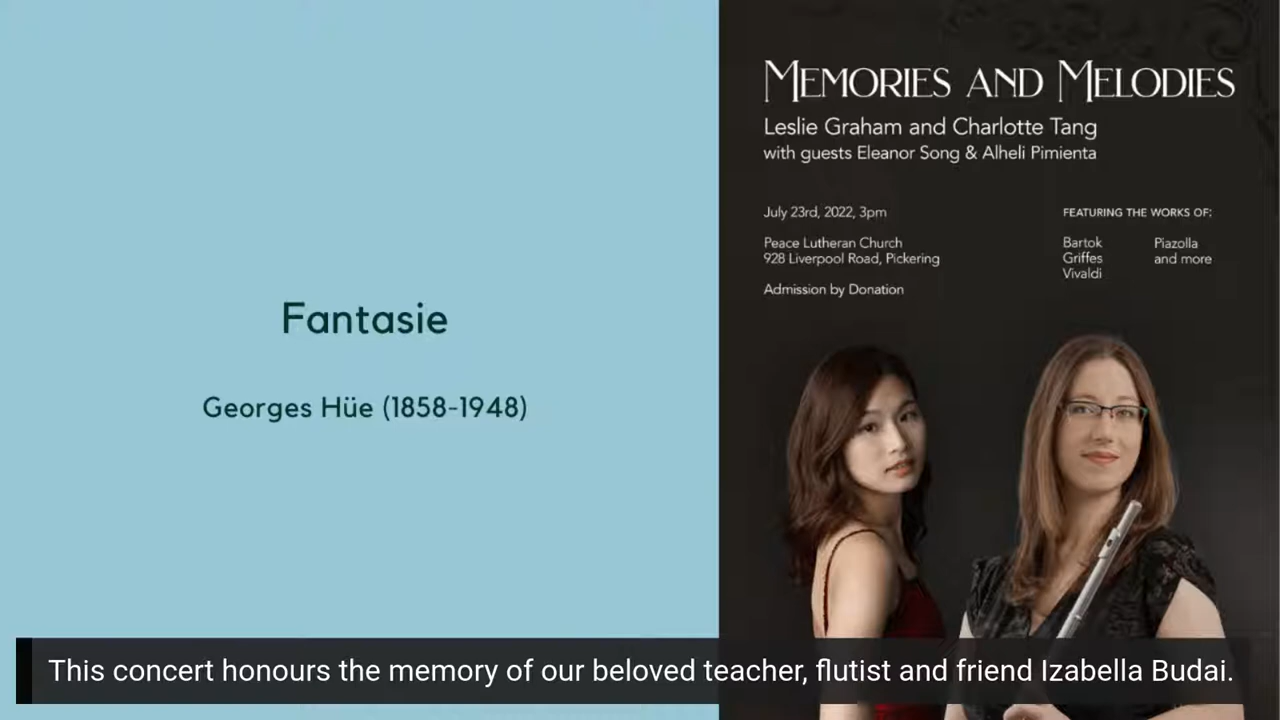 Fantasie
Georges Hüe (1858-1948)
MEMORIES AND MELODIES
Leslie Graham and Charlotte Tang
with guests Eleanor Song & Alheli Pimienta
July 23rd, 2022, 3pm
Peace Lutheran Church
928 Liverpool Road, Pickering
Admission by Donation
FEATURING THE WORKS OF:
Bartok
Griffes
Vivaldi
Piazolla
and more
This concert honours the memory of our beloved teacher, flutist and friend Izabella Budai.